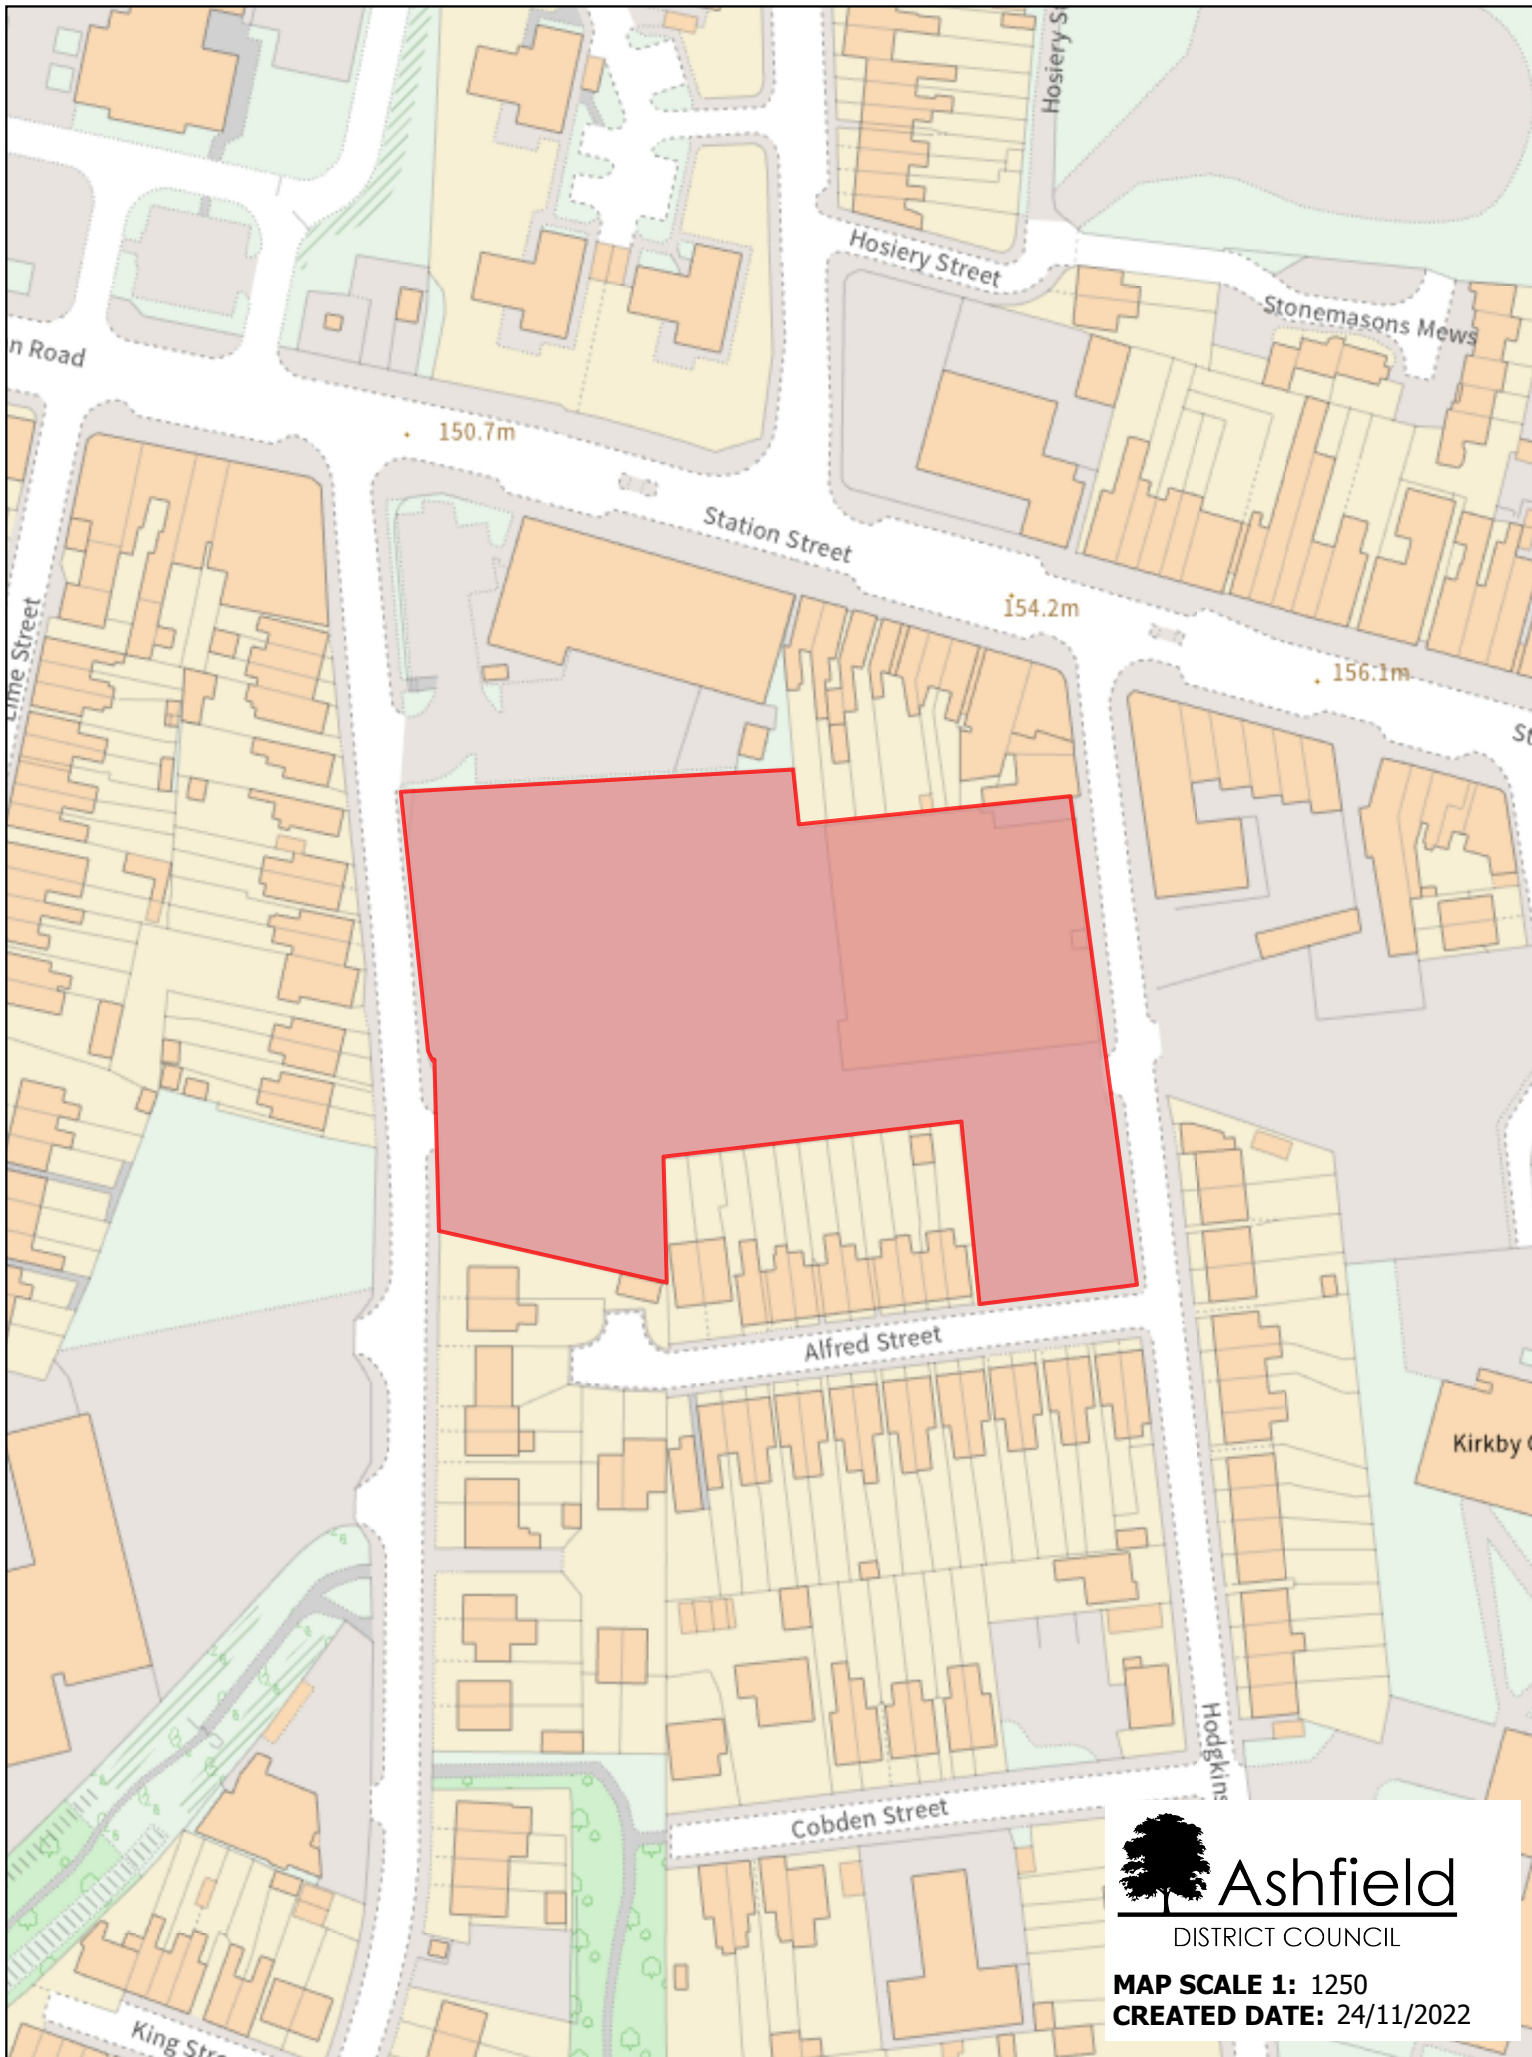 Hosiery St
Hosiery Street
Stonemasons Mews
n Road
150.7m
Station Street
154.2m
156.1m
St
Lime Street
Alfred Street
Kirkby
Hodgkins
Cobden Street
King Stre
Ashfield
DISTRICT COUNCIL
MAP SCALE 1: 1250
CREATED DATE: 24/11/2022